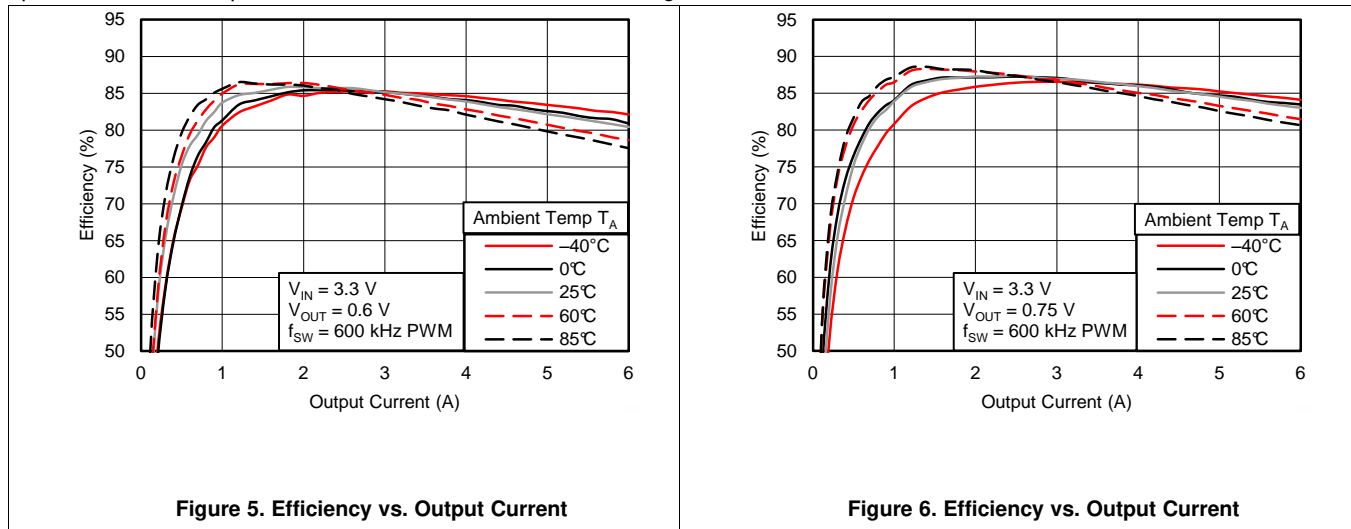 95
90
85
80
75
70
65
60
55
50
Efficiency (%)
0 1 2 3 4 5 6
Output Current (A)
Ambient Temp TA
–40°C
0°C
25°C
60°C
85°C
VIN = 3.3 V
VOUT = 0.6 V
fSW = 600 kHz PWM
Figure 5. Efficiency vs. Output Current
95
90
85
80
75
70
65
60
55
50
Efficiency (%)
0 1 2 3 4 5 6
Output Current (A)
Ambient Temp TA
–40°C
0°C
25°C
60°C
85°C
VIN = 3.3 V
VOUT = 0.75 V
fSW = 600 kHz PWM
Figure 6. Efficiency vs. Output Current